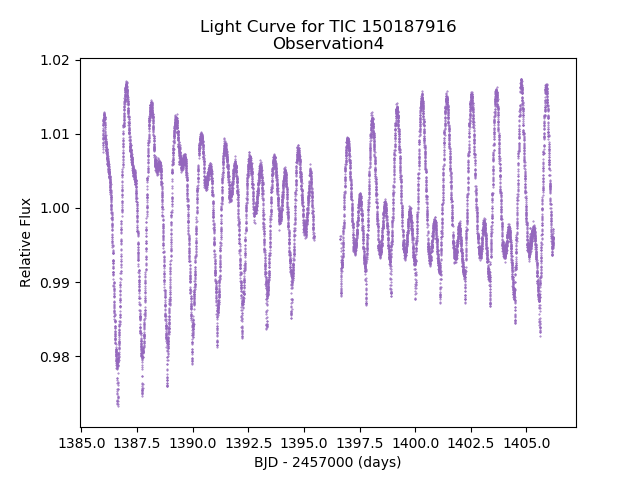 Light Curve for TIC 150187916
Observation4
1.02
1.01
1.00
0.99
0.98
Relative Flux
1385.0 1387.5 1390.0 1392.5 1395.0 1397.5 1400.0 1402.5 1405.0
BJD - 2457000 (days)